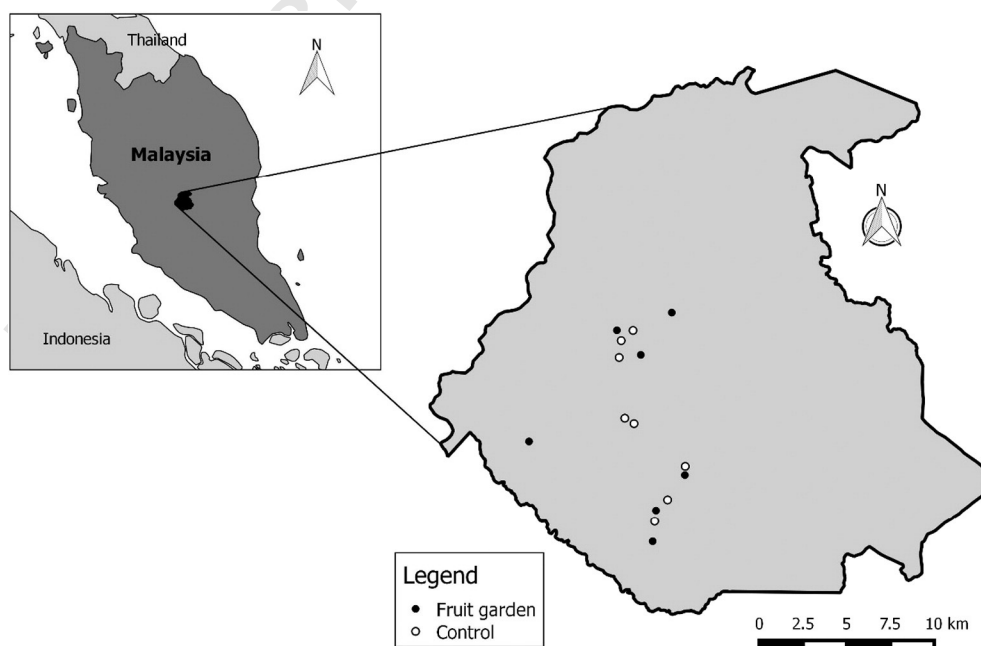 Thailand
N
Malaysia
Indonesia
N
Legend
Fruit garden
Control
0 2.5 5 7.5 10 km